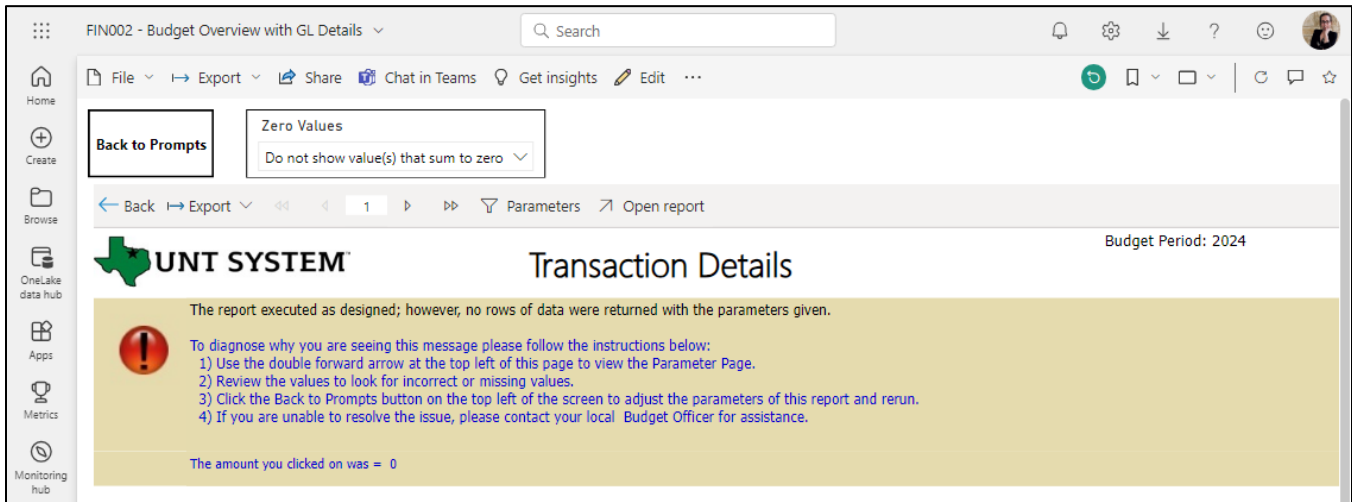 FIN002 - Budget Overview with GL Details
Search
File
Export
Share
Chat in Teams
Get insights
Edit
Home
Create
Browse
OneLake
data hub
Apps
Metrics
Monitoring
hub
Back to Prompts
Zero Values
Do not show value(s) that sum to zero
Back
Export
1
Parameters
Open report
UNT SYSTEM™
Transaction Details
Budget Period: 2024
The report executed as designed; however, no rows of data were returned with the parameters given.
To diagnose why you are seeing this message please follow the instructions below:
1) Use the double forward arrow at the top left of this page to view the Parameter Page.
2) Review the values to look for incorrect or missing values.
3) Click the Back to Prompts button on the top left of the screen to adjust the parameters of this report and rerun.
4) If you are unable to resolve the issue, please contact your local Budget Officer for assistance.
The amount you clicked on was = 0